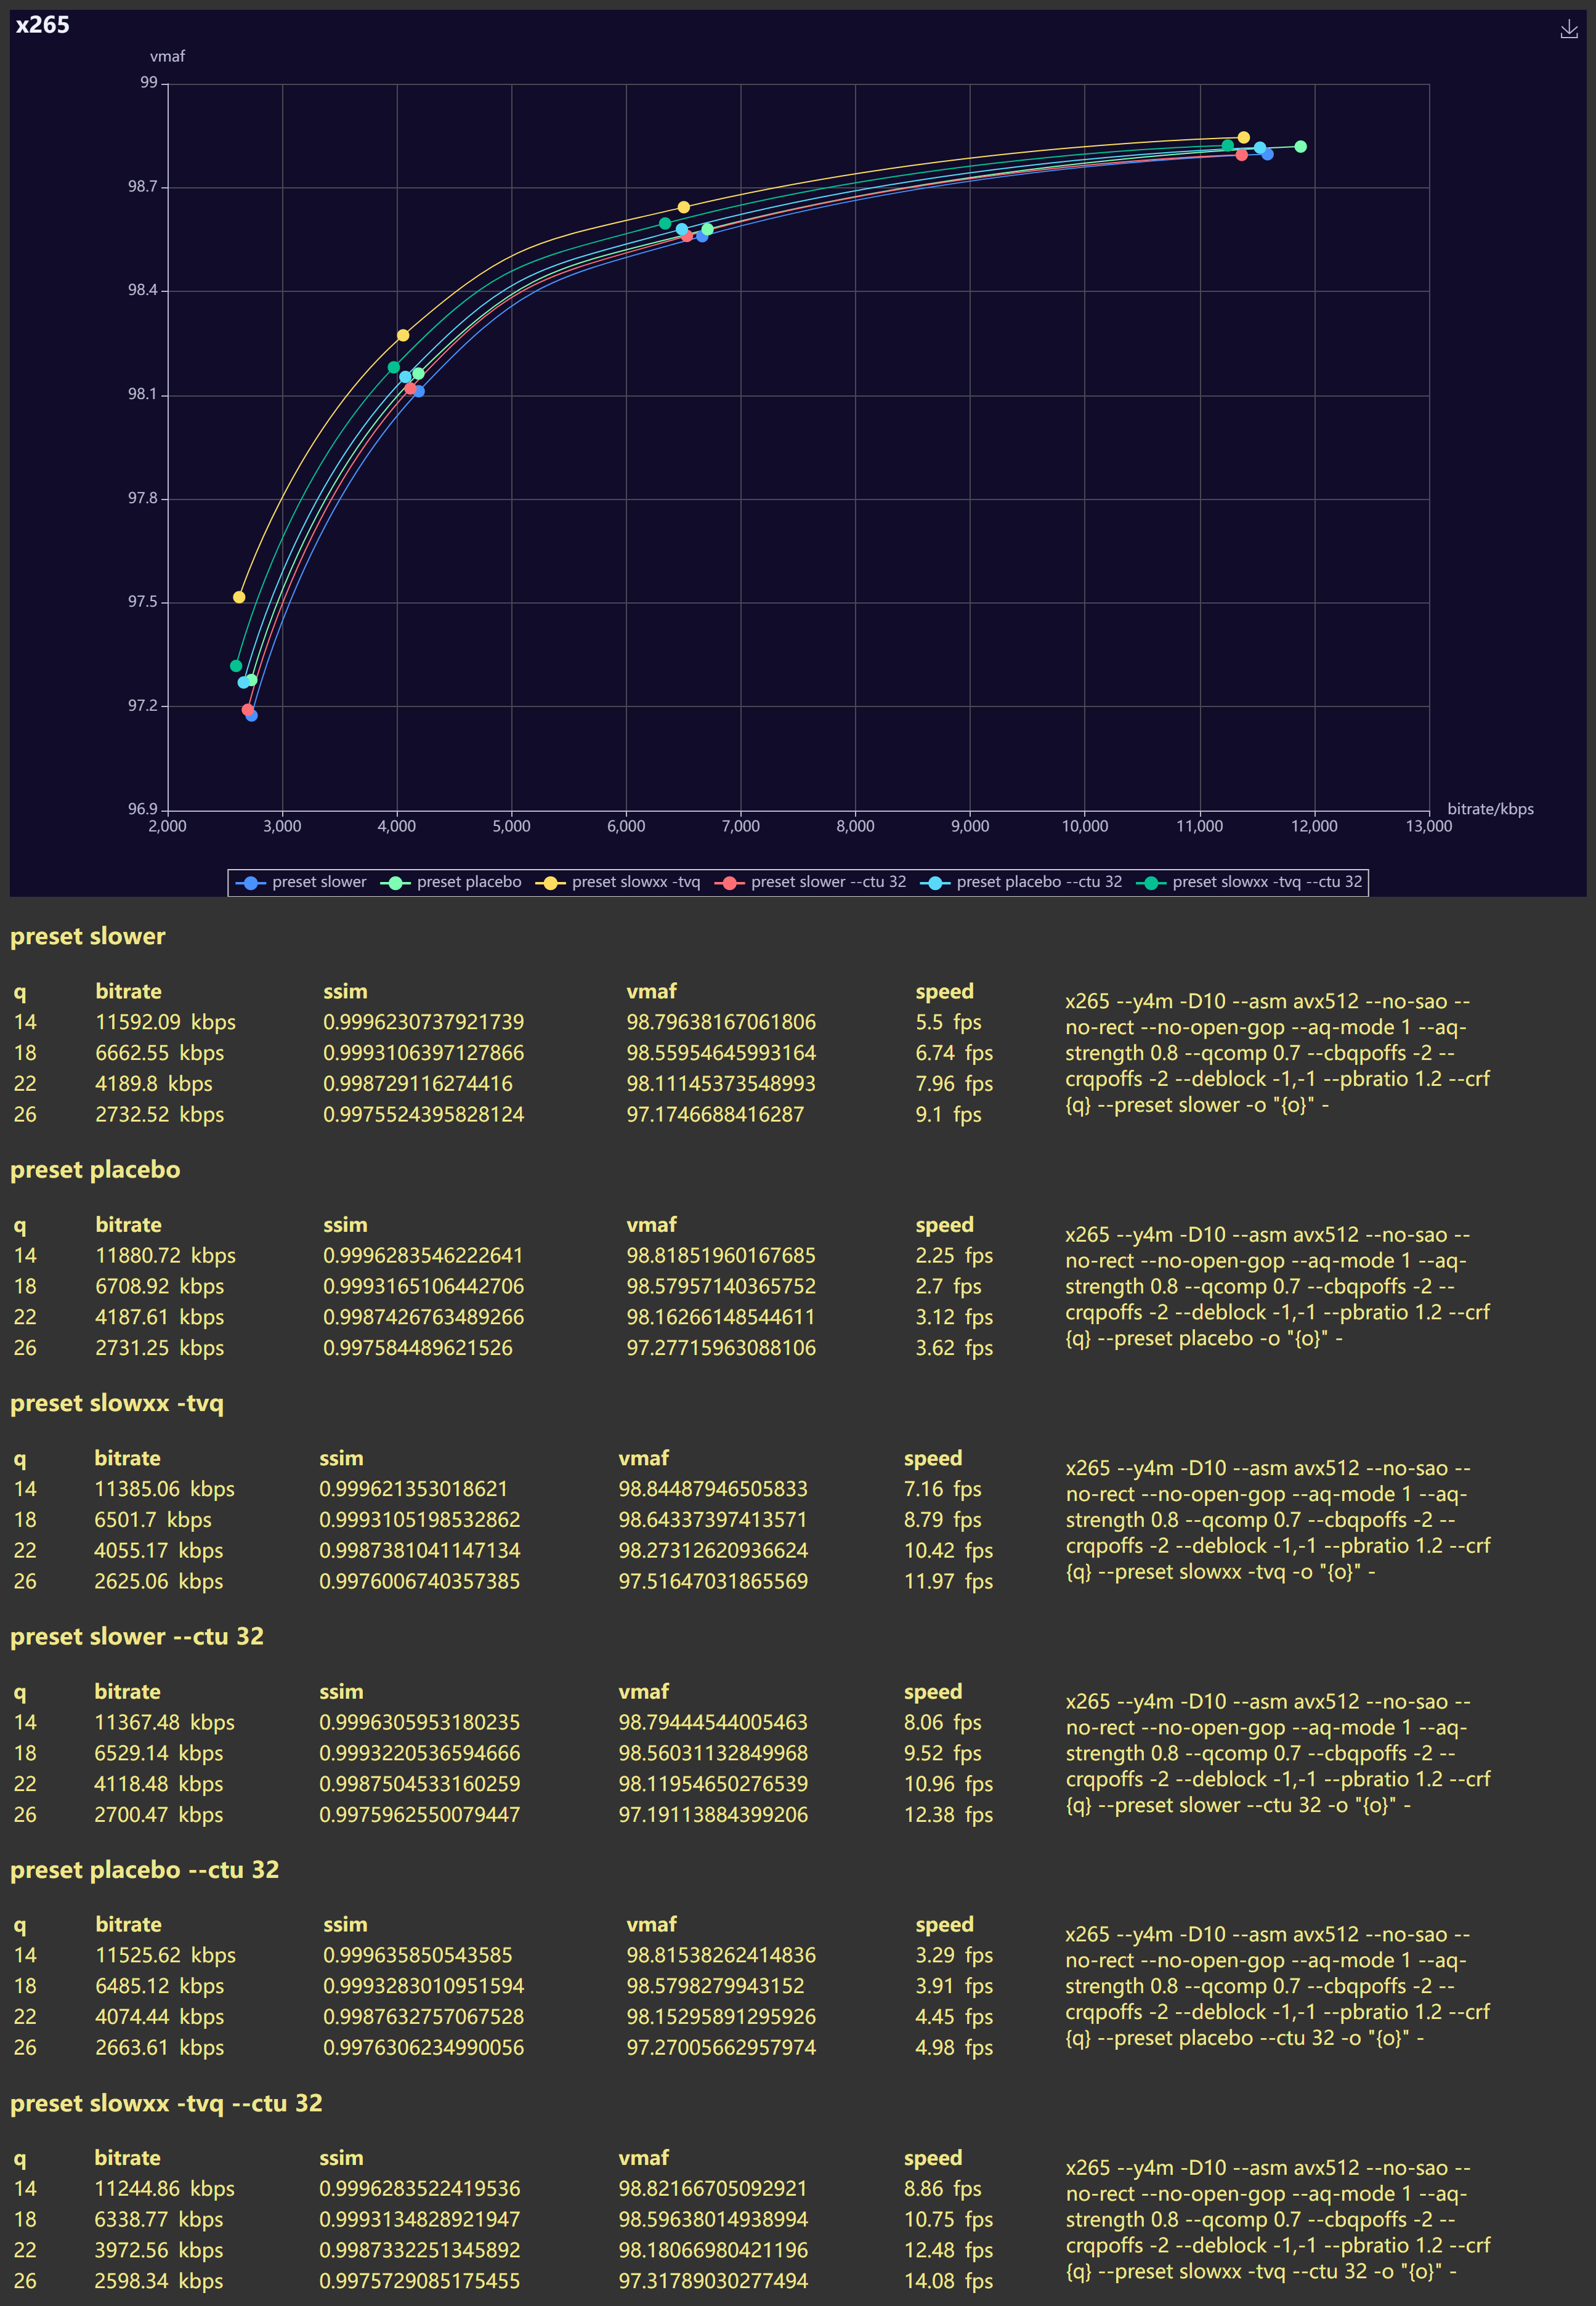 x265
vmaf
99
98.7
98.4
98.1
97.8
97.5
97.2
96.9
2,000 3,000 4,000 5,000 6,000 7,000 8,000 9,000 10,000 11,000 12,000 13,000
bitrate/kbps
preset slower preset placebo preset slowxx -tvq preset slower --ctu 32 preset placebo --ctu 32 preset slowxx -tvq --ctu 32
preset slower
q bitrate ssim vmaf speed
14 11592.09 kbps 0.9996230737921739 98.79638167061806 5.5 fps
18 6662.55 kbps 0.9993106397127866 98.55954645993164 6.74 fps
22 4189.8 kbps 0.998729116274416 98.11145373548993 7.96 fps
26 2732.52 kbps 0.9975524395828124 97.1746688416287 9.1 fps
x265 --y4m -D10 --asm avx512 --no-sao --
no-rect --no-open-gop --aq-mode 1 --aq-
strength 0.8 --qcomp 0.7 --cbqpoffs -2 --
crqpoffs -2 --deblock -1,-1 --pbratio 1.2 --crf
{q} --preset slower -o "{o}" -
preset placebo
q bitrate ssim vmaf speed
14 11880.72 kbps 0.9996283546222641 98.81851960167685 2.25 fps
18 6708.92 kbps 0.9993165106442706 98.57957140365752 2.7 fps
22 4187.61 kbps 0.9987426763489266 98.16266148544611 3.12 fps
26 2731.25 kbps 0.997584489621526 97.27715963088106 3.62 fps
x265 --y4m -D10 --asm avx512 --no-sao --
no-rect --no-open-gop --aq-mode 1 --aq-
strength 0.8 --qcomp 0.7 --cbqpoffs -2 --
crqpoffs -2 --deblock -1,-1 --pbratio 1.2 --crf
{q} --preset placebo -o "{o}" -
preset slowxx -tvq
q bitrate ssim vmaf speed
14 11385.06 kbps 0.999621353018621 98.84487946505833 7.16 fps
18 6501.7 kbps 0.9993105198532862 98.64337397413571 8.79 fps
22 4055.17 kbps 0.9987381041147134 98.27312620936624 10.42 fps
26 2625.06 kbps 0.9976006740357385 97.51647031865569 11.97 fps
x265 --y4m -D10 --asm avx512 --no-sao --
no-rect --no-open-gop --aq-mode 1 --aq-
strength 0.8 --qcomp 0.7 --cbqpoffs -2 --
crqpoffs -2 --deblock -1,-1 --pbratio 1.2 --crf
{q} --preset slowxx -tvq -o "{o}" -
preset slower --ctu 32
q bitrate ssim vmaf speed
14 11367.48 kbps 0.9996305953180235 98.79444544005463 8.06 fps
18 6529.14 kbps 0.9993220536594666 98.56031132849968 9.52 fps
22 4118.48 kbps 0.9987504533160259 98.11954650276539 10.96 fps
26 2700.47 kbps 0.9975962550079447 97.19113884399206 12.38 fps
x265 --y4m -D10 --asm avx512 --no-sao --
no-rect --no-open-gop --aq-mode 1 --aq-
strength 0.8 --qcomp 0.7 --cbqpoffs -2 --
crqpoffs -2 --deblock -1,-1 --pbratio 1.2 --crf
{q} --preset slower --ctu 32 -o "{o}" -
preset placebo --ctu 32
q bitrate ssim vmaf speed
14 11525.62 kbps 0.999635850543585 98.81538262414836 3.29 fps
18 6485.12 kbps 0.9993283010951594 98.5798279943152 3.91 fps
22 4074.44 kbps 0.9987632757067528 98.15295891295926 4.45 fps
26 2663.61 kbps 0.9976306234990056 97.27005662957974 4.98 fps
x265 --y4m -D10 --asm avx512 --no-sao --
no-rect --no-open-gop --aq-mode 1 --aq-
strength 0.8 --qcomp 0.7 --cbqpoffs -2 --
crqpoffs -2 --deblock -1,-1 --pbratio 1.2 --crf
{q} --preset placebo --ctu 32 -o "{o}" -
preset slowxx -tvq --ctu 32
q bitrate ssim vmaf speed
14 11244.86 kbps 0.9996283522419536 98.82166705092921 8.86 fps
18 6338.77 kbps 0.9993134828921947 98.59638014938994 10.75 fps
22 3972.56 kbps 0.9987332251345892 98.18066980421196 12.48 fps
26 2598.34 kbps 0.9975729085175455 97.31789030277494 14.08 fps
x265 --y4m -D10 --asm avx512 --no-sao --
no-rect --no-open-gop --aq-mode 1 --aq-
strength 0.8 --qcomp 0.7 --cbqpoffs -2 --
crqpoffs -2 --deblock -1,-1 --pbratio 1.2 --crf
{q} --preset slowxx -tvq --ctu 32 -o "{o}" -